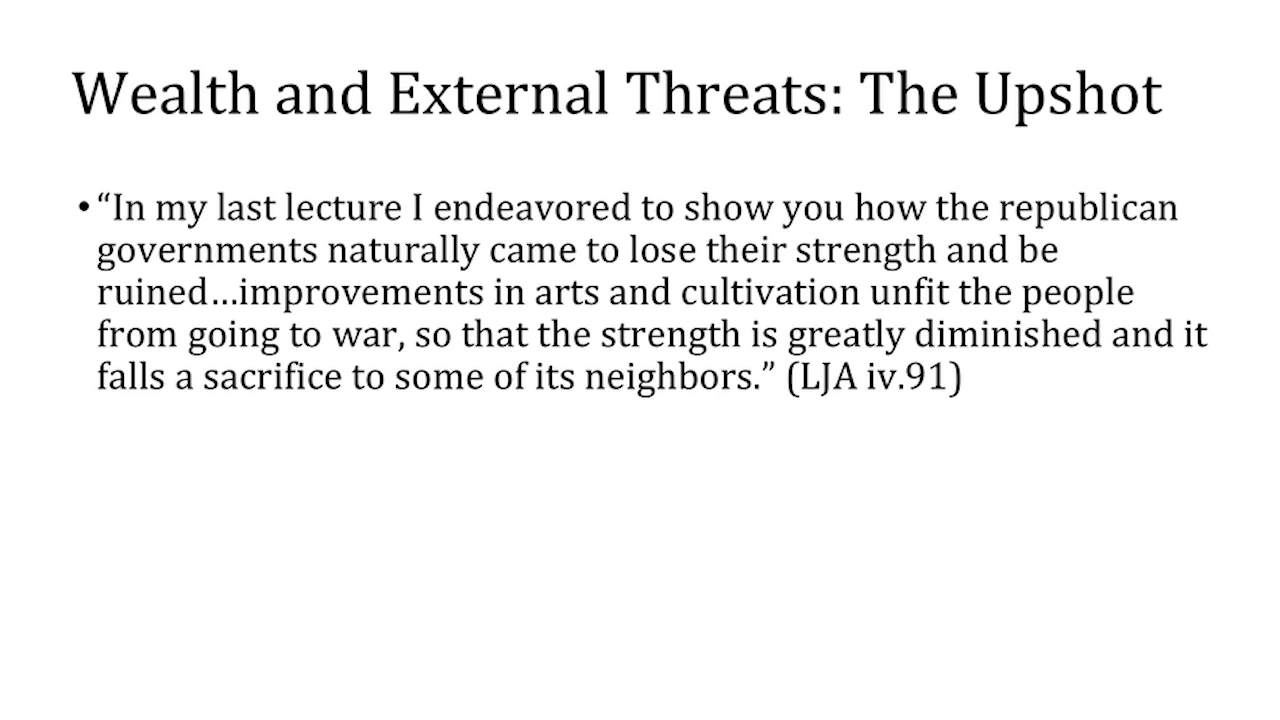 Wealth and External Threats: The Upshot
• “In my last lecture I endeavored to show you how the republican
governments naturally came to lose their strength and be
ruined…improvements in arts and cultivation unfit the people
from going to war, so that the strength is greatly diminished and it
falls a sacrifice to some of its neighbors.” (LJA iv.91)